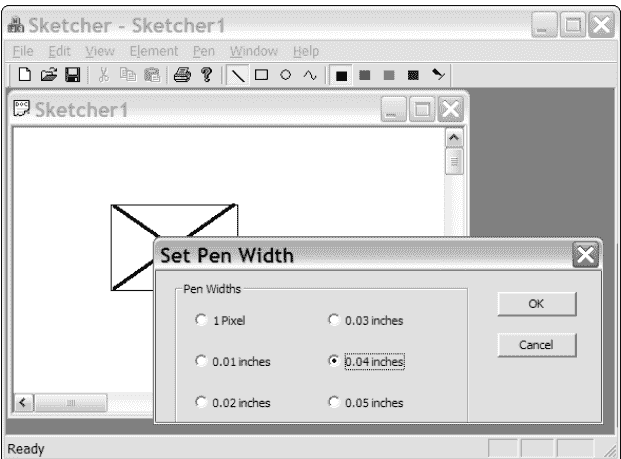 Sketcher - Sketcher1
File Edit View Element Pen Window Help
Sketcher1
Set Pen Width
Pen Widths
1 Pixel
0.03 inches
OK
0.01 inches
0.04 inches
Cancel
0.02 inches
0.05 inches
Ready